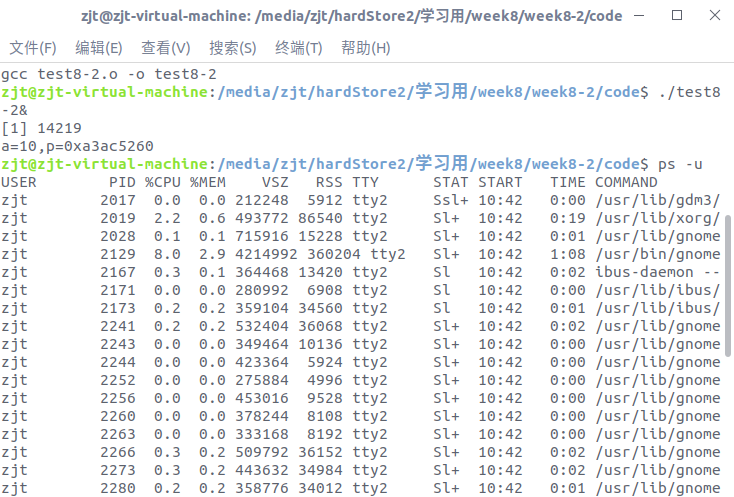 zjt@zjt-virtual-machine: /media/zjt/hardStore2/学习用/week8/week8-2/code
文件(F) 编辑(E) 查看(V) 搜索(S) 终端(T) 帮助(H)
gcc test8-2.o -o test8-2
zjt@zjt-virtual-machine:/media/zjt/hardStore2/学习用/week8/week8-2/code$ ./test8
-2&
[1] 14219
a=10,p=0xa3ac5260
zjt@zjt-virtual-machine:/media/zjt/hardStore2/学习用/week8/week8-2/code$ ps -u
USER        PID %CPU %MEM    VSZ   RSS TTY      STAT START   TIME COMMAND
zjt        2017  0.0  0.0 212248  5912 tty2     Ssl+ 10:42   0:00 /usr/lib/gdm3/
zjt        2019  2.2  0.6 493772 86540 tty2     Sl+  10:42   0:19 /usr/lib/xorg/
zjt        2028  0.1  0.1 715916 15228 tty2     Sl+  10:42   0:01 /usr/lib/gnome
zjt        2129  8.0  2.9 4214992 360204 tty2   Sl+  10:42   1:08 /usr/bin/gnome
zjt        2167  0.3  0.1 364468 13420 tty2     Sl   10:42   0:02 ibus-daemon --
zjt        2171  0.0  0.0 280992  6908 tty2     Sl   10:42   0:00 /usr/lib/ibus/
zjt        2173  0.2  0.2 359104 34560 tty2     Sl   10:42   0:01 /usr/lib/ibus/
zjt        2241  0.2  0.2 532404 36068 tty2     Sl+  10:42   0:02 /usr/lib/gnome
zjt        2243  0.0  0.0 349464 10136 tty2     Sl+  10:42   0:00 /usr/lib/gnome
zjt        2244  0.0  0.0 423364  5924 tty2     Sl+  10:42   0:00 /usr/lib/gnome
zjt        2252  0.0  0.0 275884  4996 tty2     Sl+  10:42   0:00 /usr/lib/gnome
zjt        2256  0.0  0.0 453016  9528 tty2     Sl+  10:42   0:00 /usr/lib/gnome
zjt        2260  0.0  0.0 378244  8108 tty2     Sl+  10:42   0:00 /usr/lib/gnome
zjt        2263  0.0  0.0 333168  8192 tty2     Sl+  10:42   0:00 /usr/lib/gnome
zjt        2266  0.3  0.2 509792 36152 tty2     Sl+  10:42   0:02 /usr/lib/gnome
zjt        2273  0.3  0.2 443632 34984 tty2     Sl+  10:42   0:02 /usr/lib/gnome
zjt        2280  0.2  0.2 358776 34012 tty2     Sl+  10:42   0:01 /usr/lib/gnome